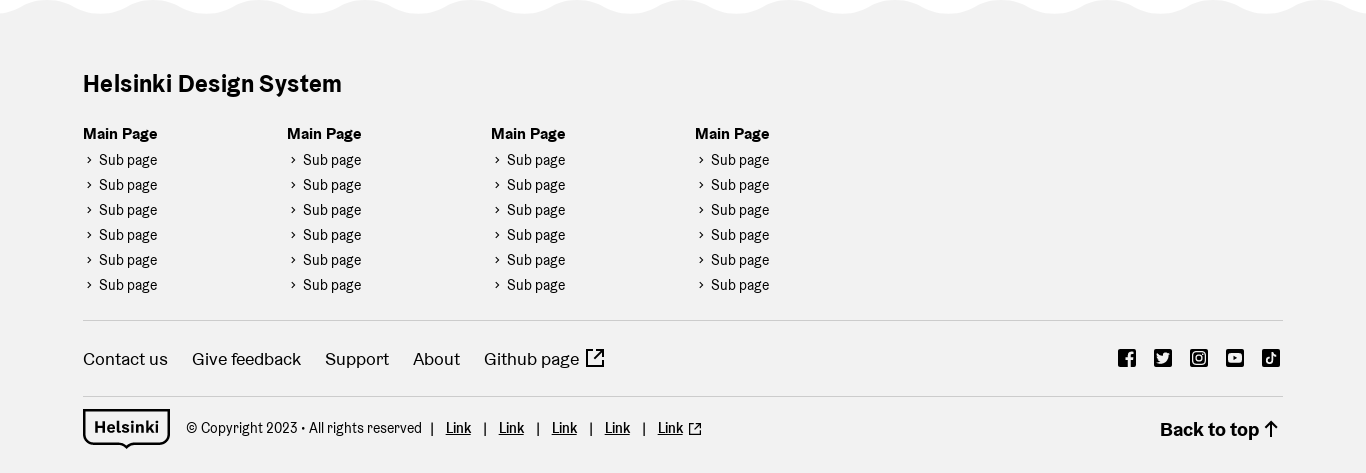 Helsinki Design System
Main Page Main Page Main Page Main Page
Sub page Sub page Sub page Sub page
Sub page Sub page Sub page Sub page
Sub page Sub page Sub page Sub page
Sub page Sub page Sub page Sub page
Sub page Sub page Sub page Sub page
Sub page Sub page Sub page Sub page
Contact us Give feedback Support About Github page
Helsinki © Copyright 2023 • All rights reserved | Link | Link | Link | Link | Link Back to top